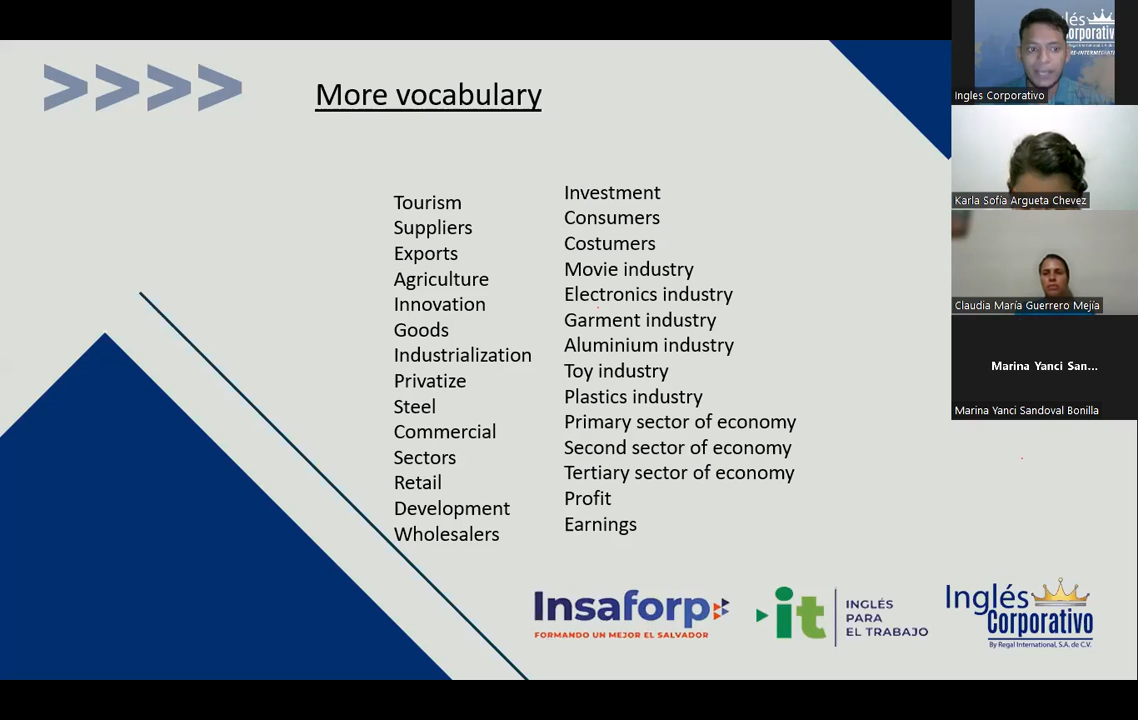 >>>>
More vocabulary
Tourism
Suppliers
Exports
Agriculture
Innovation
Goods
Industrialization
Privatize
Steel
Commercial
Sectors
Retail
Development
Wholesalers
Investment
Consumers
Costumers
Movie industry
Electronics industry
Garment industry
Aluminium industry
Toy industry
Plastics industry
Primary sector of economy
Second sector of economy
Tertiary sector of economy
Profit
Earnings
Insaforp
FORMANDO UN MEJOR EL SALVADOR
it
INGLÉS
PARA
EL TRABAJO
Inglés
Corporativo
By Regal International, S.A. de C.V.
Ingles Corporativo
Karla Sofía Argueta Chevez
Claudia María Guerrero Mejía
Marina Yanci San...
Marina Yanci Sandoval Bonilla